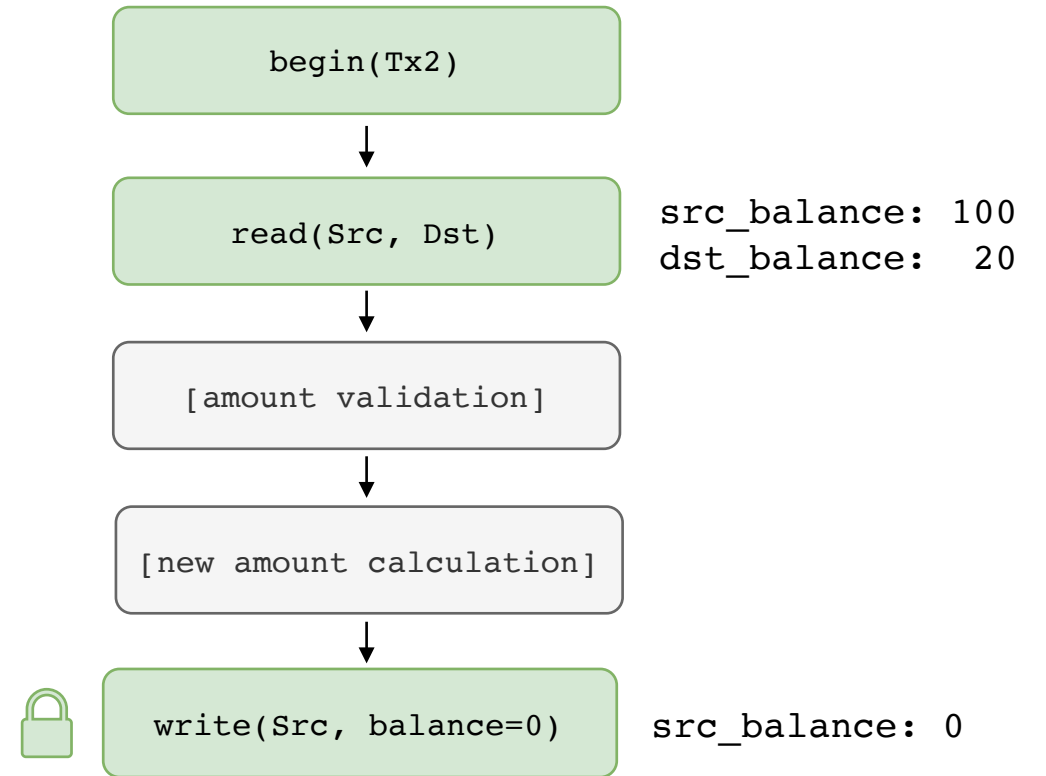 begin(Tx2)
read(Src, Dst)
src_balance: 100
dst_balance:  20
[amount validation]
[new amount calculation]
write(Src, balance=0)
src_balance: 0